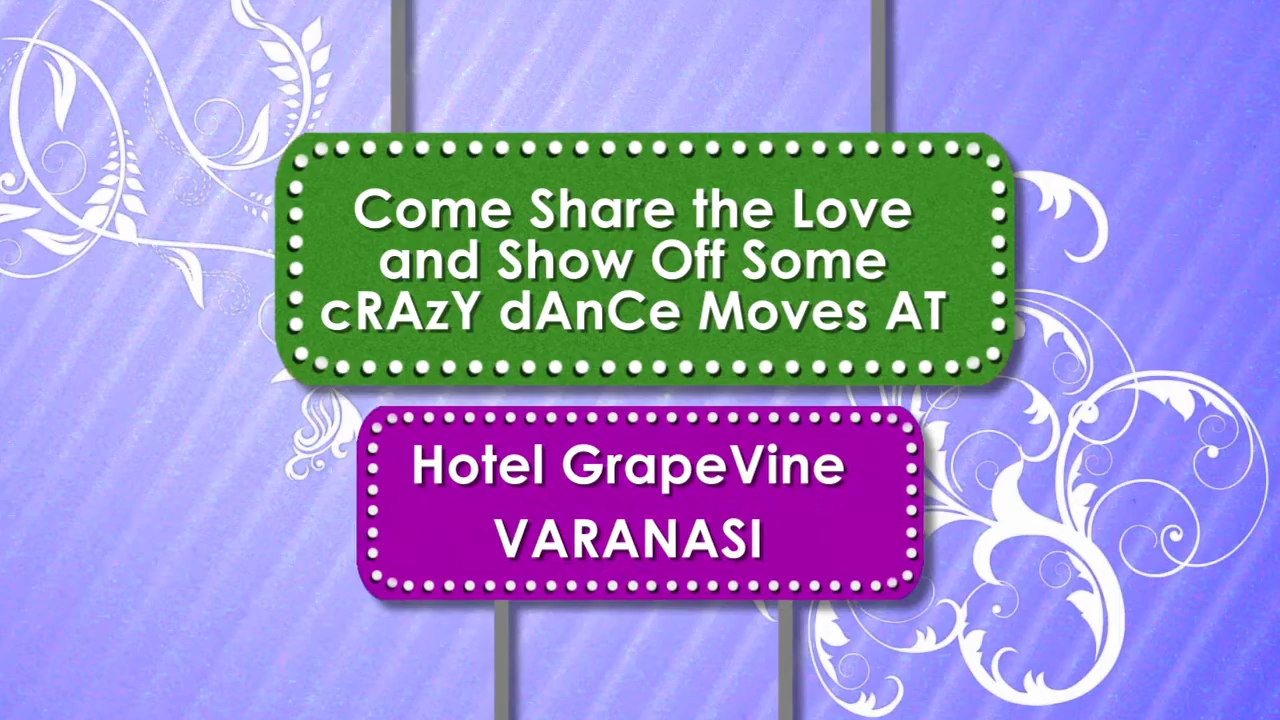 Come Share the Love
and Show Off Some
cRAzY dAnCe Moves AT
Hotel GrapeVine
VARANASI